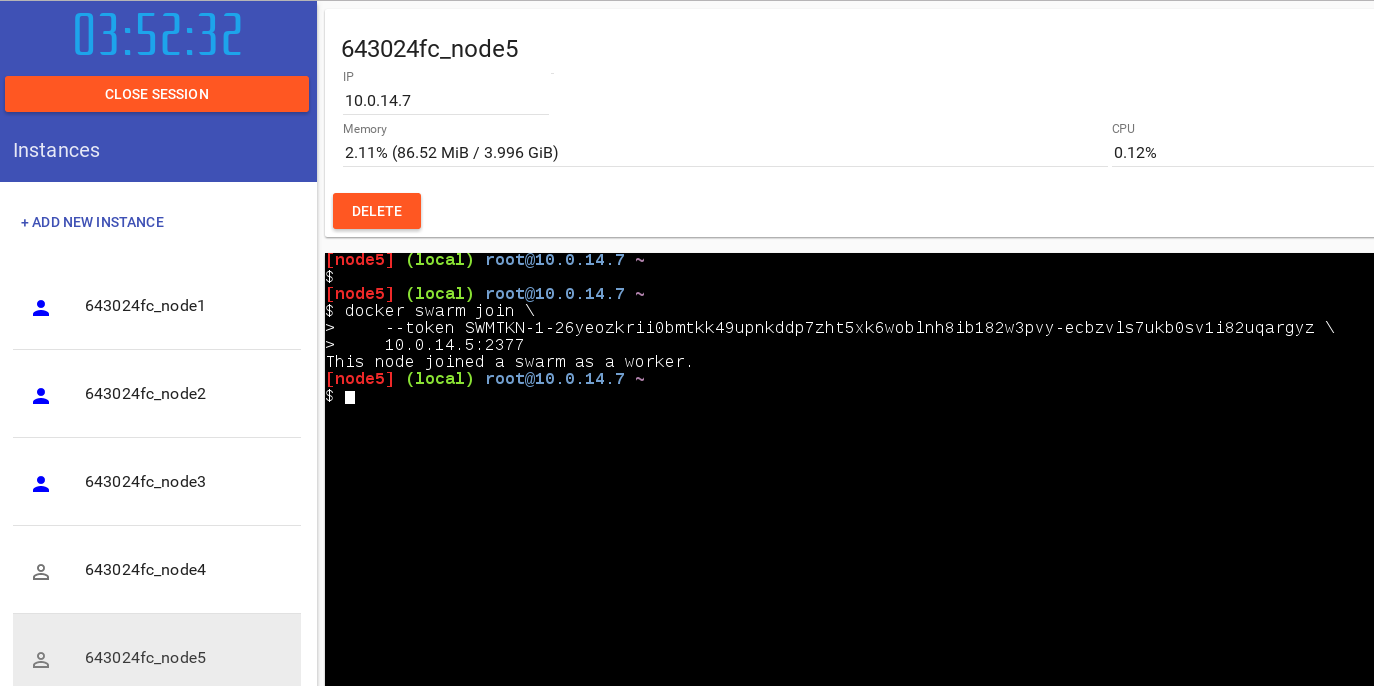 03:52:32
CLOSE SESSION
Instances
+ ADD NEW INSTANCE
643024fc_node1
643024fc_node2
643024fc_node3
643024fc_node4
643024fc_node5
643024fc_node5
IP
10.0.14.7
Memory
2.11% (86.52 MiB / 3.996 GiB)
CPU
0.12%
DELETE
[node5] (local) root@10.0.14.7 ~
$
[node5] (local) root@10.0.14.7 ~
$ docker swarm join \
>     --token SWMTKN-1-26yeozkrii0bmtkk49upnkddp7zht5xk6woblnh8ib182w3pvy-ecbzvls7ukb0sv1i82uqargyz \
>     10.0.14.5:2377
This node joined a swarm as a worker.
[node5] (local) root@10.0.14.7 ~
$